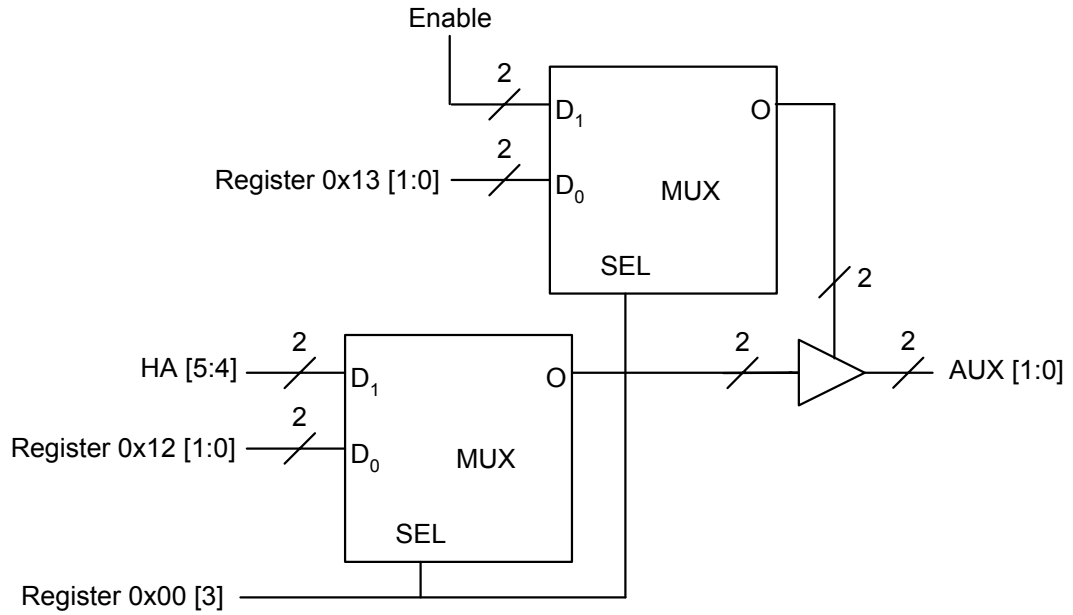 Enable
2
D1
O
2
Register 0x13 [1:0]
D0
MUX
SEL
2
HA [5:4]
2
D1
O
2
2
AUX [1:0]
Register 0x12 [1:0]
2
D0
MUX
SEL
Register 0x00 [3]